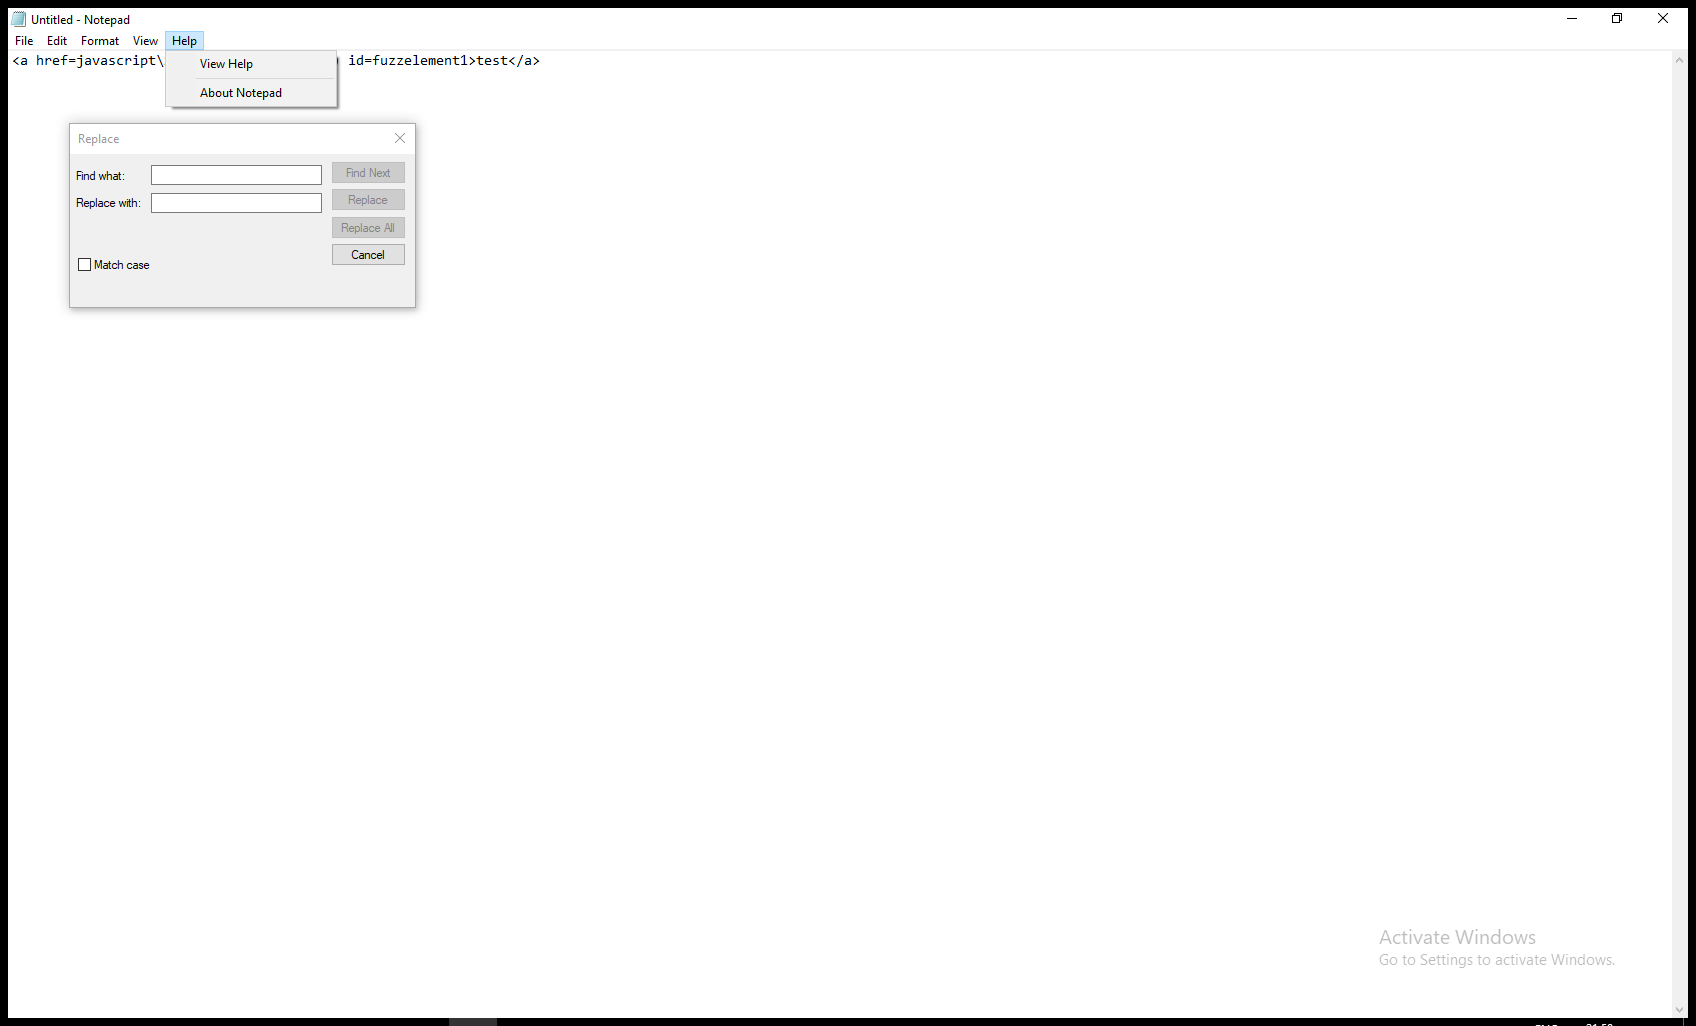 Untitled - Notepad
File Edit Format View Help
<a href=javascript\ id=fuzzelement1>test</a>
View Help
About Notepad
Replace
Find what:
Find Next
Replace with:
Replace
Replace All
Cancel
Match case
Activate Windows
Go to Settings to activate Windows.